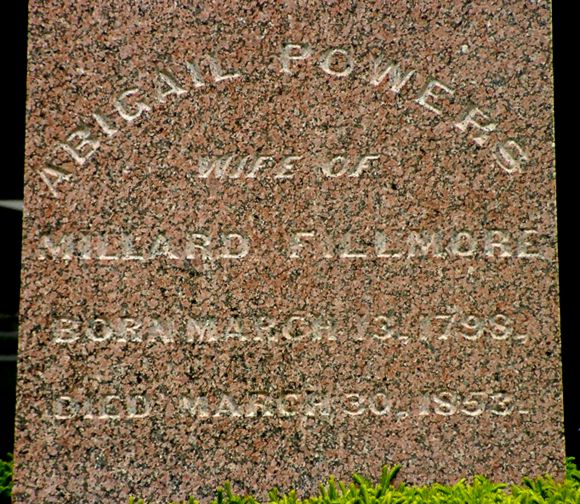 ABIGAIL POWERS
WIFE OF
MILLARD FILLMORE
BORN MARCH 13, 1798.
DIED MARCH 30, 1853.